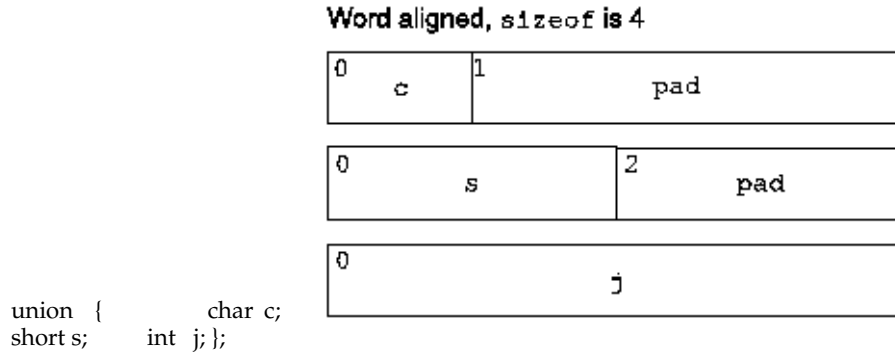 Word aligned, sizeof is 4
0 c 1 pad
0 s 2 pad
0 j
union { char c;
short s; int j; };